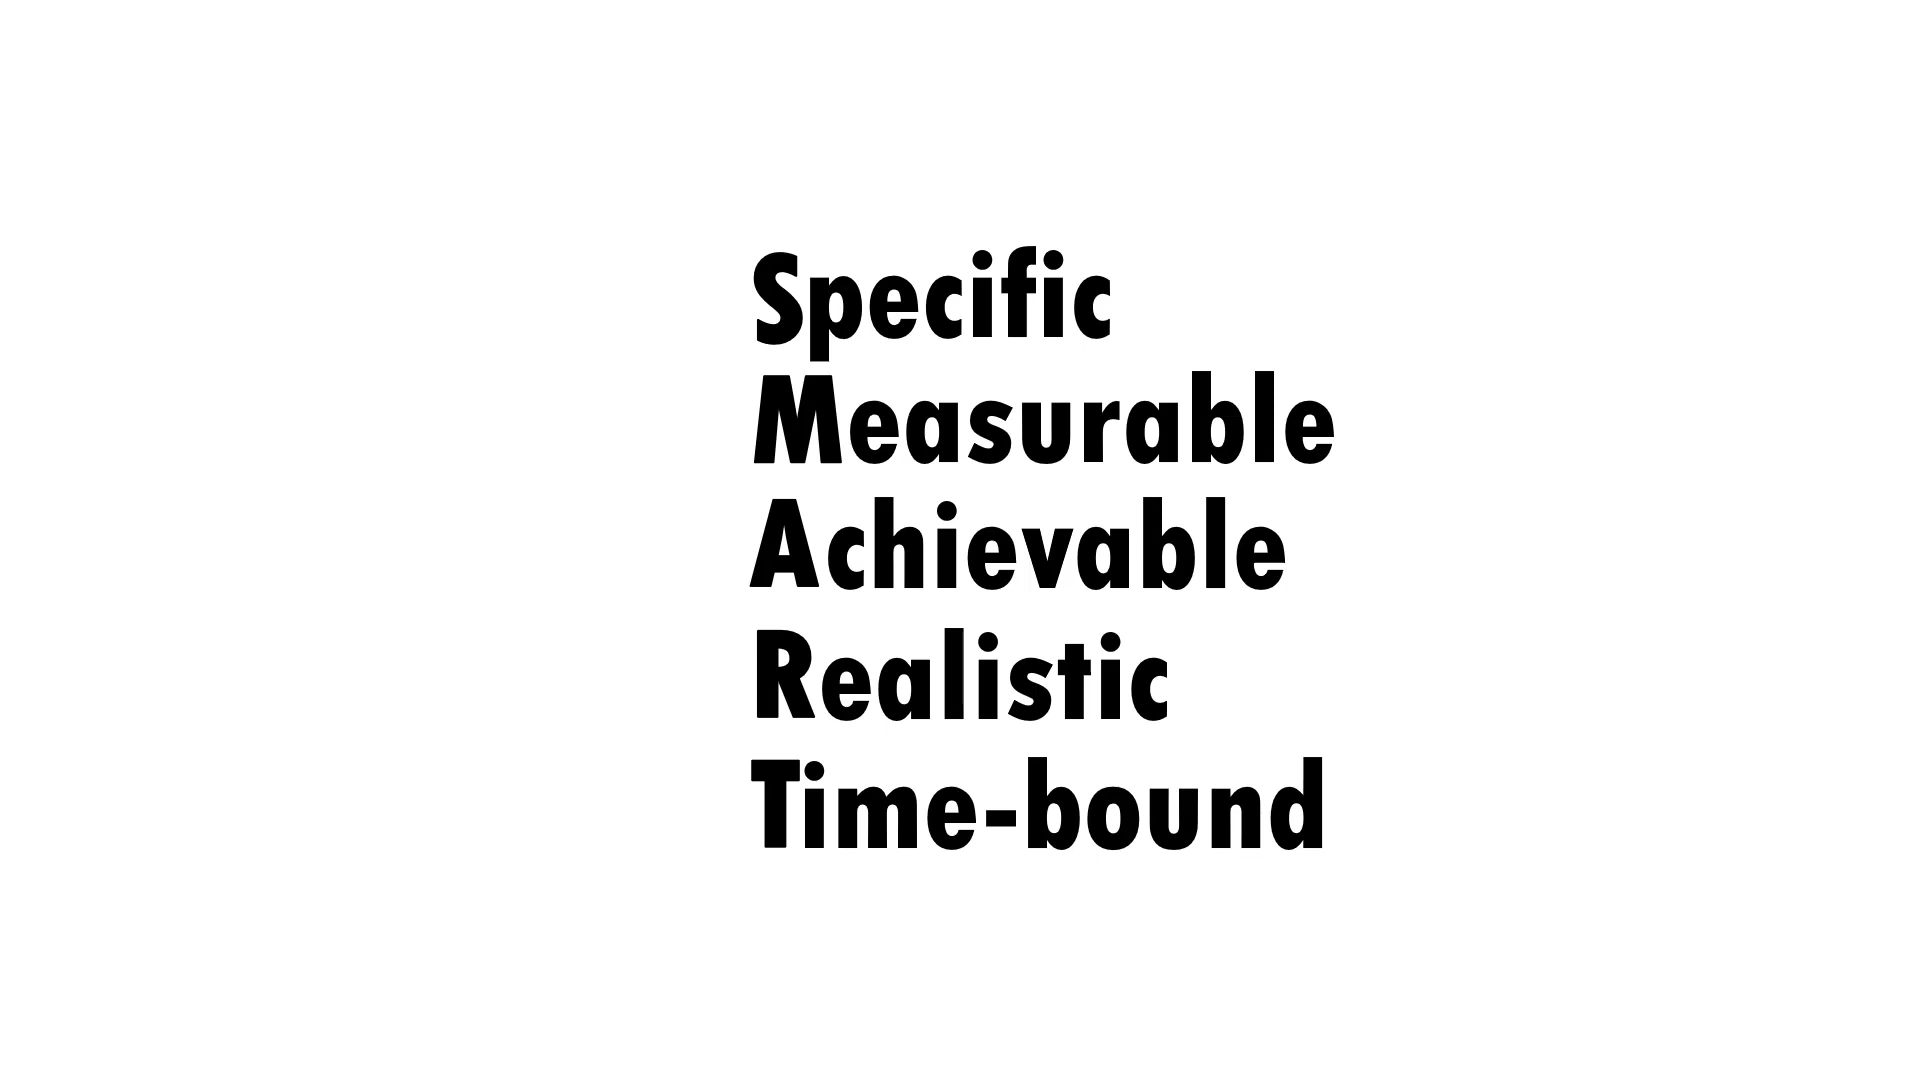 Specific
Measurable
Achievable
Realistic
Time-bound